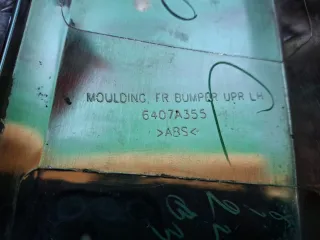 MOULDING, FR BUMPER UPR LH
6407A355
>ABS<